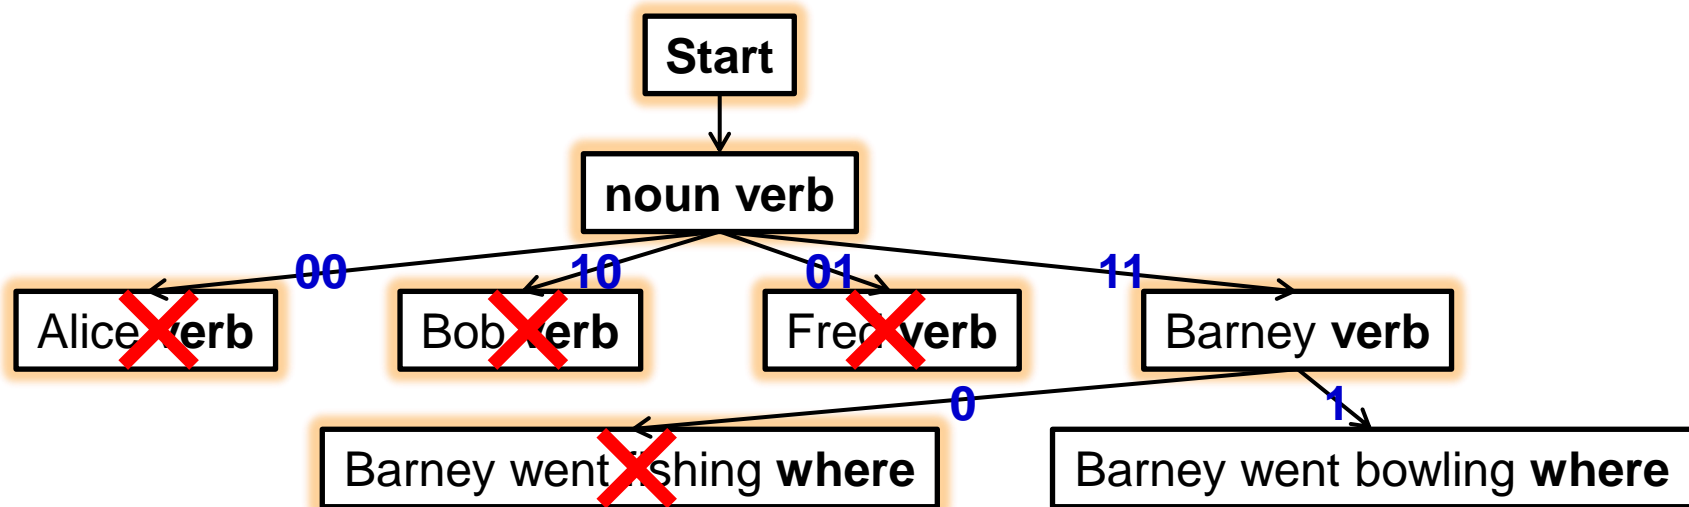 Start
noun verb
00 10 01 11
Alice verb Bob verb Fred verb Barney verb
0 1
Barney went fishing where Barney went bowling where